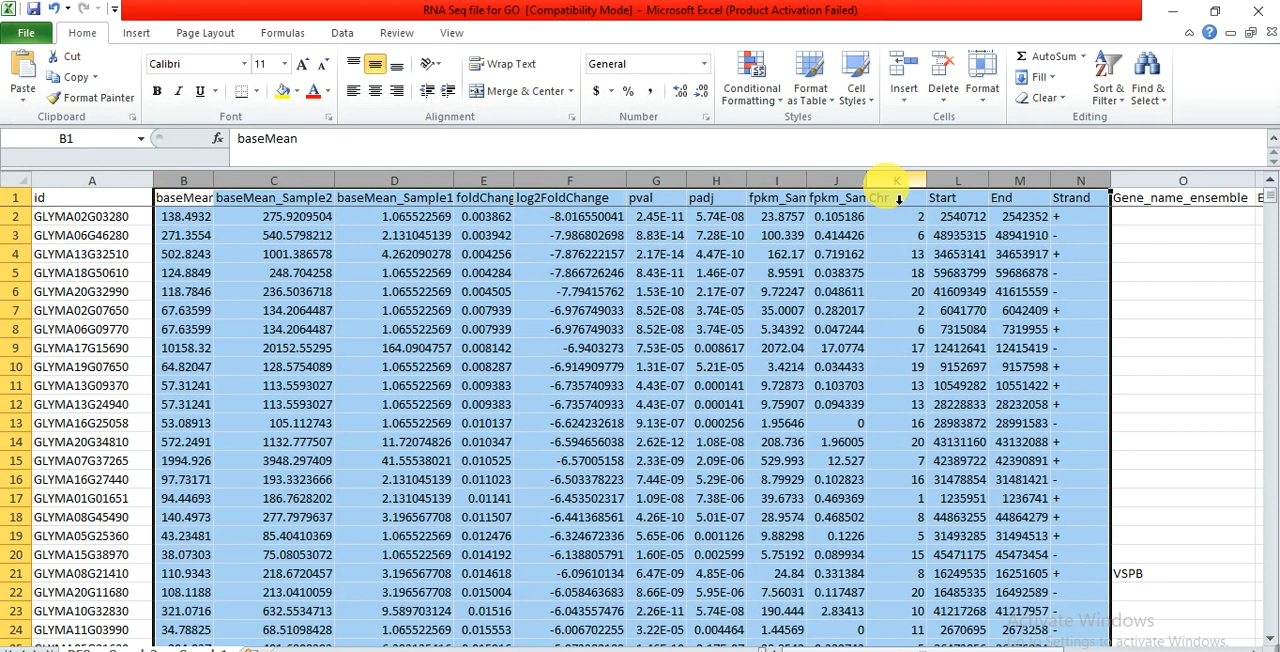 RNA Seq file for GO [Compatibility Mode] - Microsoft Excel (Product Activation Failed)
File Home Insert Page Layout Formulas Data Review View
Paste
Cut
Copy
Format Painter
Clipboard
Calibri 11
B I U
Font
Wrap Text
Merge & Center
Alignment
General
$ % ,
Number
Conditional Formatting
Format as Table
Cell Styles
Styles
Insert Delete Format
Cells
AutoSum
Fill
Clear
Sort & Filter
Find & Select
Editing
B1 fx baseMean
A B C D E F G H I J K L M N O
1 id baseMean baseMean_Sample2 baseMean_Sample1 foldChang log2FoldChange pval padj fpkm_Sam fpkm_Sam Chr Start End Strand Gene_name_ensemble
2 GLYMA02G03280 138.4932 275.9209504 1.065522569 0.003862 -8.016550041 2.45E-11 5.74E-08 23.8757 0.105186 2 2540712 2542352 +
3 GLYMA06G46280 271.3554 540.5798212 2.131045139 0.003942 -7.986802698 8.83E-14 7.28E-10 100.339 0.414426 6 48935315 48941910 -
4 GLYMA13G32510 502.8243 1001.386578 4.262090278 0.004256 -7.876222157 2.17E-14 4.47E-10 162.17 0.719162 13 34653141 34653917 +
5 GLYMA18G50610 124.8849 248.704258 1.065522569 0.004284 -7.866726246 8.43E-11 1.46E-07 8.9591 0.038375 18 59683799 59686878 -
6 GLYMA20G32990 118.7846 236.5036718 1.065522569 0.004505 -7.79415762 1.53E-10 2.17E-07 9.72247 0.048611 20 41609349 41615559 -
7 GLYMA02G07650 67.63599 134.2064487 1.065522569 0.007939 -6.976749033 8.52E-08 3.74E-05 35.0007 0.282017 2 6041770 6042409 +
8 GLYMA06G09770 67.63599 134.2064487 1.065522569 0.007939 -6.976749033 8.52E-08 3.74E-05 5.34392 0.047244 6 7315084 7319955 +
9 GLYMA17G15690 10158.32 20152.55295 164.0904757 0.008142 -6.9403273 7.53E-05 0.008617 2072.04 17.0774 17 12412641 12415419 -
10 GLYMA19G07650 64.82047 128.5754089 1.065522569 0.008287 -6.914909779 1.31E-07 5.21E-05 3.4214 0.034433 19 9152697 9157598 +
11 GLYMA13G09370 57.31241 113.5593027 1.065522569 0.009383 -6.735740933 4.43E-07 0.000141 9.72873 0.103703 13 10549282 10551422 +
12 GLYMA13G24940 57.31241 113.5593027 1.065522569 0.009383 -6.735740933 4.43E-07 0.000141 9.75907 0.094339 13 28228833 28232058 +
13 GLYMA16G25058 53.08913 105.112743 1.065522569 0.010137 -6.624232618 9.13E-07 0.000256 1.95646 0 16 28983872 28991583 -
14 GLYMA20G34810 572.2491 1132.777507 11.72074826 0.010347 -6.594656038 2.62E-12 1.08E-08 208.736 1.96005 20 43131160 43132088 +
15 GLYMA07G37265 1994.926 3948.297409 41.55538021 0.010525 -6.57005158 2.33E-09 2.09E-06 529.993 12.527 7 42389722 42390891 +
16 GLYMA16G27440 97.73171 193.3323666 2.131045139 0.011023 -6.503378223 7.44E-09 5.29E-06 8.79929 0.102823 16 31478854 31481421 -
17 GLYMA01G01651 94.44693 186.7628202 2.131045139 0.01141 -6.453502317 1.09E-08 7.38E-06 39.6733 0.469369 1 1235951 1236741 +
18 GLYMA08G45490 140.4973 277.7979637 3.196567708 0.011507 -6.441368561 4.26E-10 5.01E-07 28.9574 0.468502 8 44863255 44864279 +
19 GLYMA05G25360 43.23481 85.40410369 1.065522569 0.012476 -6.324672336 5.65E-06 0.001126 9.88298 0.1226 5 31493285 31494513 +
20 GLYMA15G38970 38.07303 75.08053072 1.065522569 0.014192 -6.138805791 1.60E-05 0.002599 5.75192 0.089934 15 45471175 45473454 -
21 GLYMA08G21410 110.9343 218.6720457 3.196567708 0.014618 -6.09610134 6.47E-09 4.85E-06 24.84 0.331384 8 16249535 16251605 + VSPB
22 GLYMA20G11680 108.1188 213.0410059 3.196567708 0.015004 -6.058463683 8.66E-09 5.95E-06 7.56031 0.117487 20 16485335 16492589 -
23 GLYMA10G32830 321.0716 632.5534713 9.589703124 0.01516 -6.043557476 2.26E-11 5.74E-08 190.444 2.83413 10 41217268 41217957 -
24 GLYMA11G03990 34.78825 68.51098428 1.065522569 0.015553 -6.006702255 3.22E-05 0.004464 1.44569 0 11 2670695 2673258 -
Activate Windows
Go to Settings to activate Windows.